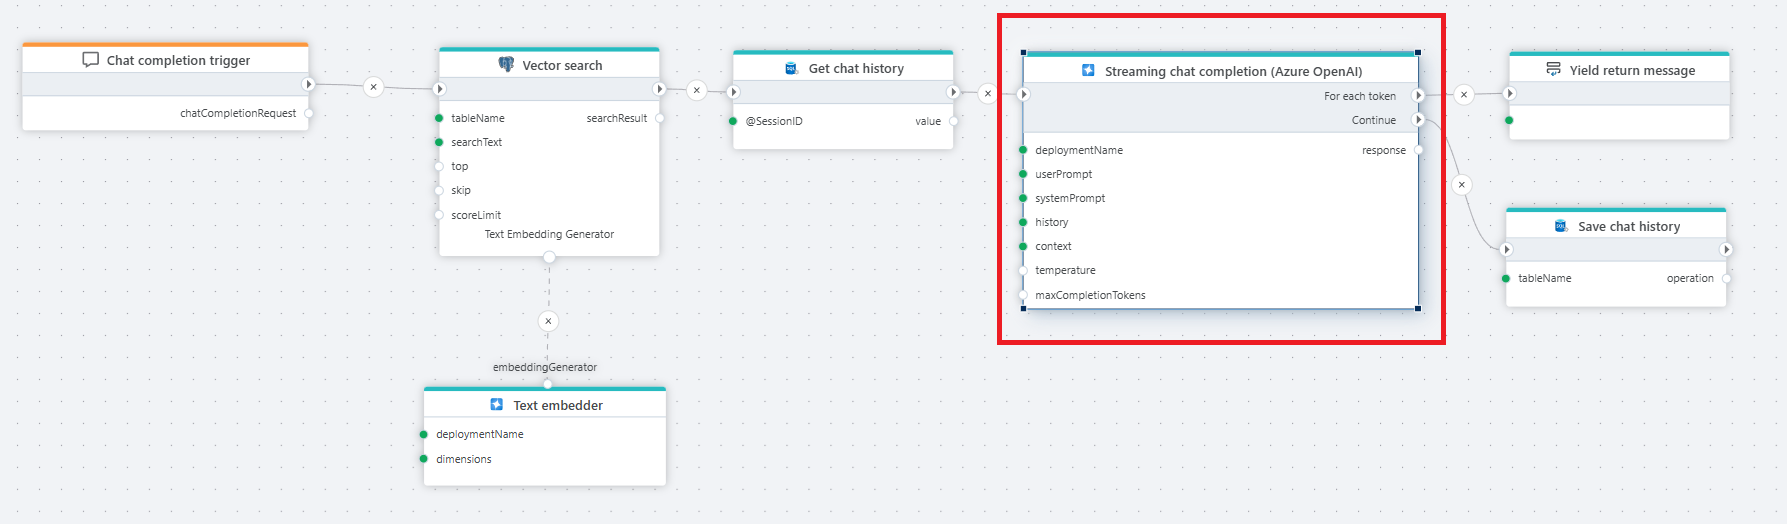 Chat completion trigger
chatCompletionRequest
Vector search
tableName searchResult
searchText
top
skip
scoreLimit
Text Embedding Generator
embeddingGenerator
Text embedder
deploymentName
dimensions
Get chat history
@SessionID value
Streaming chat completion (Azure OpenAI)
For each token
Continue
deploymentName response
userPrompt
systemPrompt
history
context
temperature
maxCompletionTokens
Yield return message
Save chat history
tableName operation